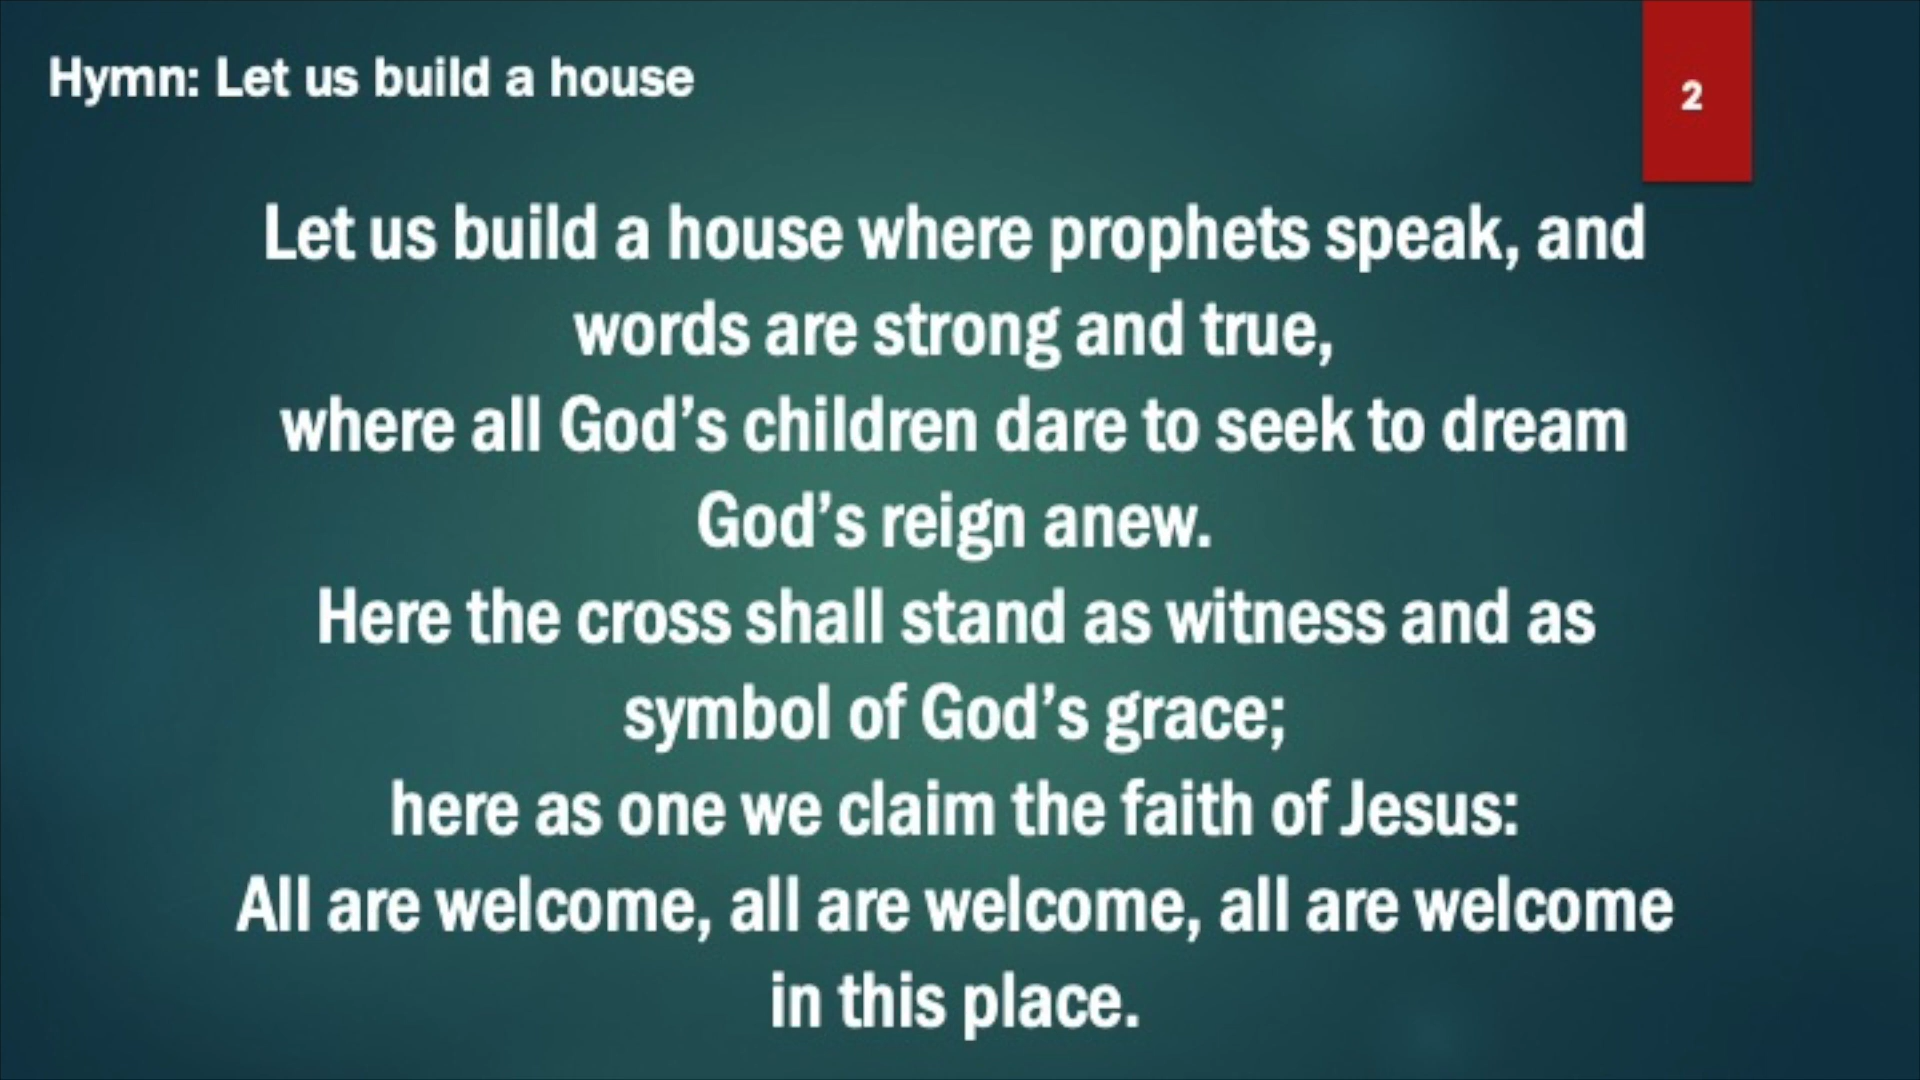 Hymn: Let us build a house
2
Let us build a house where prophets speak, and
words are strong and true,
where all God’s children dare to seek to dream
God’s reign anew.
Here the cross shall stand as witness and as
symbol of God’s grace;
here as one we claim the faith of Jesus:
All are welcome, all are welcome, all are welcome
in this place.